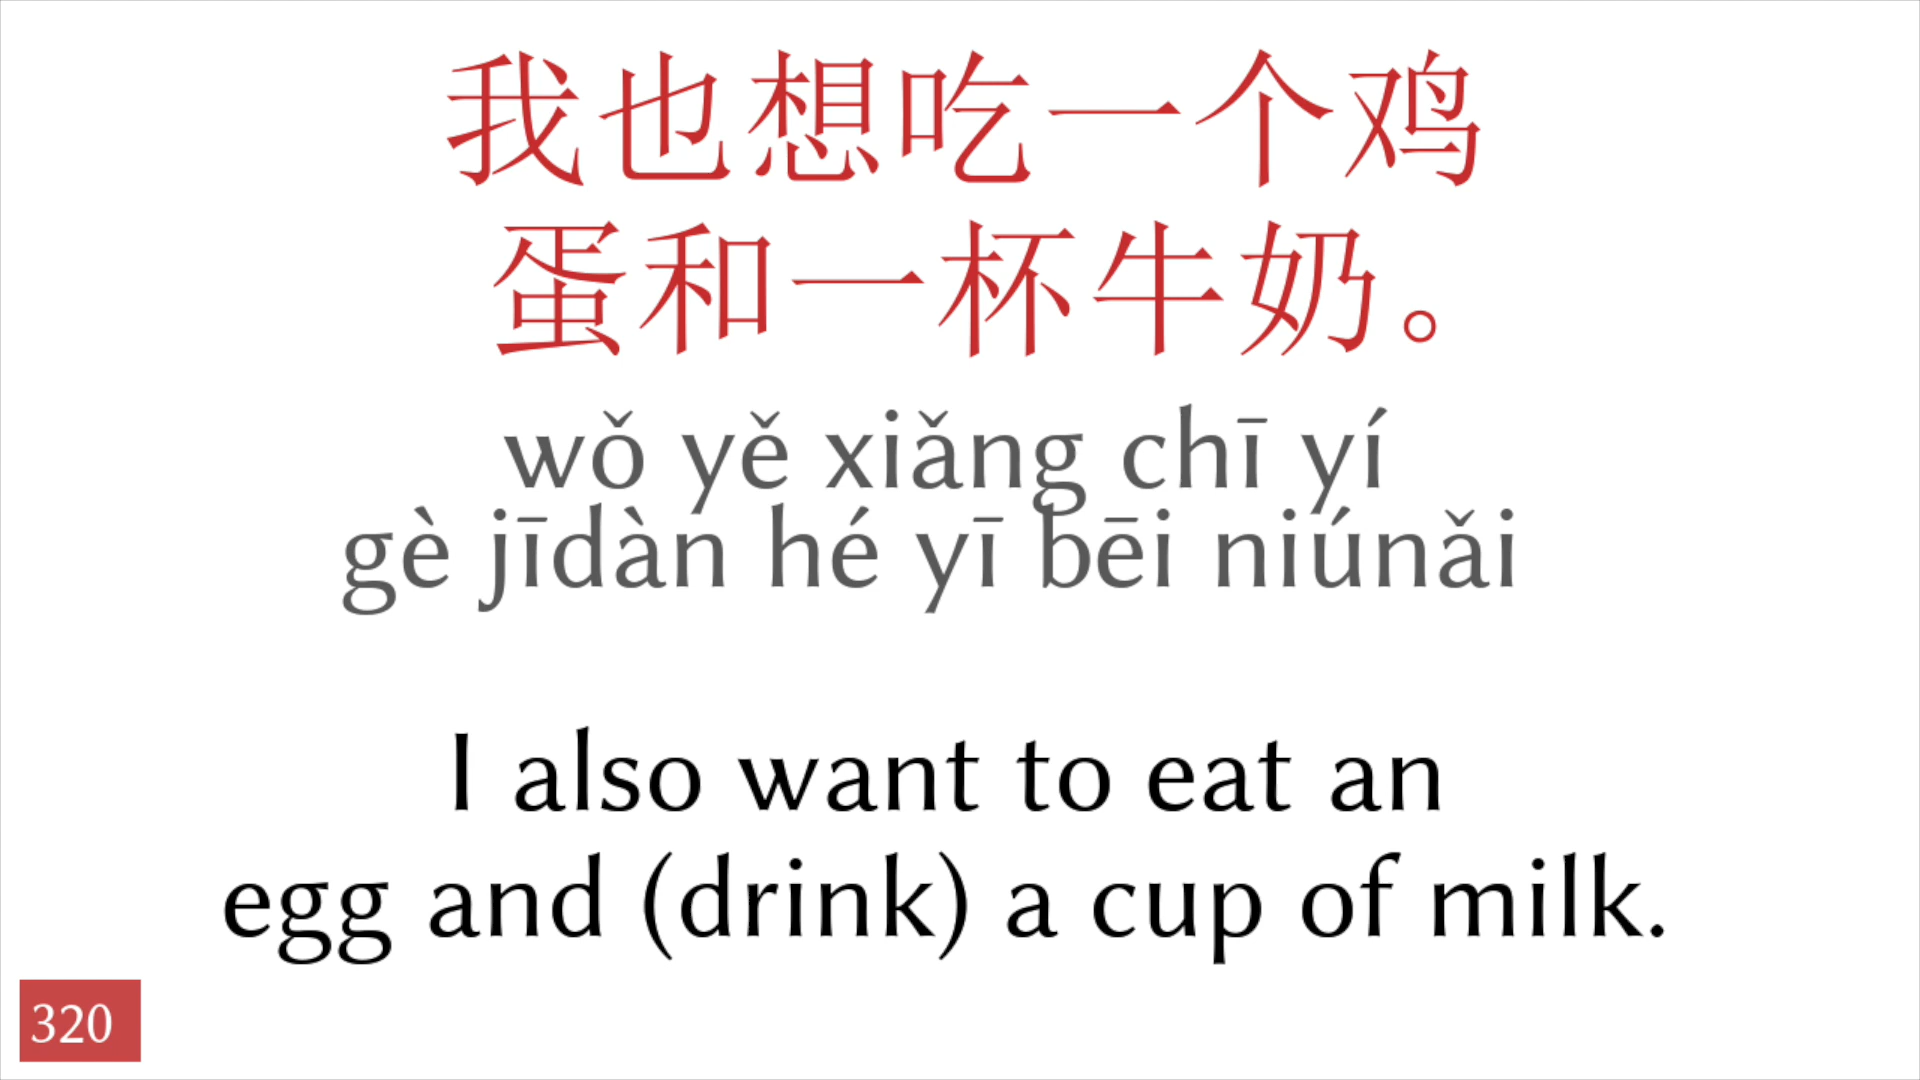 我也想吃一个鸡
蛋和一杯牛奶。
wǒ yě xiǎng chī yí
gè jīdàn hé yī bēi niúnǎi
I also want to eat an
egg and (drink) a cup of milk.
320